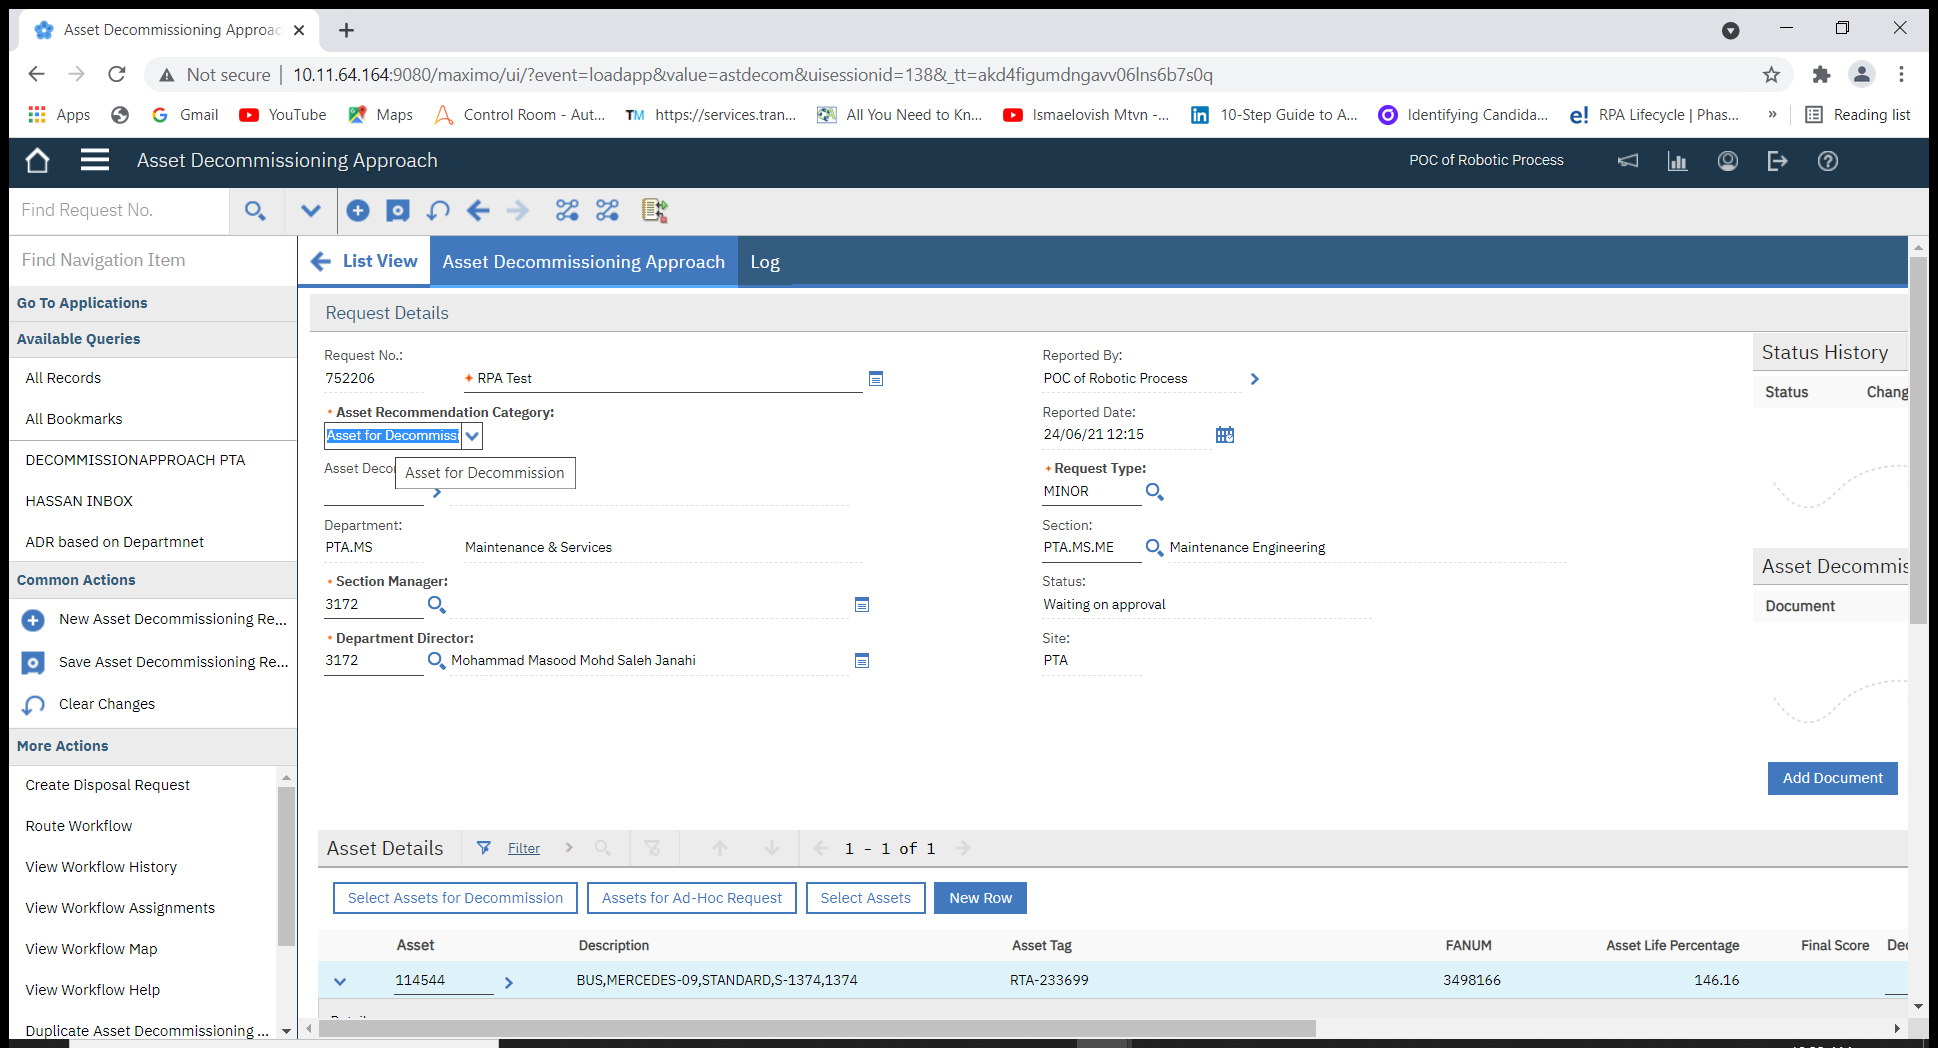 Asset Decommissioning Approac
Not secure | 10.11.64.164:9080/maximo/ui/?event=loadapp&value=astdecom&uisessionid=138&_tt=akd4figumdngavv06lns6b7s0q
Apps Gmail YouTube Maps Control Room - Aut... TM https://services.tran... All You Need to Kn... Ismaelovish Mtvn -... in 10-Step Guide to A... Identifying Candida... e! RPA Lifecycle | Phas... » Reading list
Asset Decommissioning Approach POC of Robotic Process
Find Request No.
Find Navigation Item
Go To Applications
Available Queries
All Records
All Bookmarks
DECOMMISSIONAPPROACH PTA
HASSAN INBOX
ADR based on Departmnet
Common Actions
New Asset Decommissioning Re...
Save Asset Decommissioning Re...
Clear Changes
More Actions
Create Disposal Request
Route Workflow
View Workflow History
View Workflow Assignments
View Workflow Map
View Workflow Help
Duplicate Asset Decommissioning ...
List View Asset Decommissioning Approach Log
Request Details
Request No.:
752206 RPA Test
Asset Recommendation Category:
Asset for Decommissi
Asset Deco
Asset for Decommission
Department:
PTA.MS Maintenance & Services
Section Manager:
3172
Department Director:
3172 Mohammad Masood Mohd Saleh Janahi
Reported By:
POC of Robotic Process
Reported Date:
24/06/21 12:15
Request Type:
MINOR
Section:
PTA.MS.ME Maintenance Engineering
Status:
Waiting on approval
Site:
PTA
Status History
Status Chang
Asset Decommis
Document
Add Document
Asset Details Filter 1 - 1 of 1
Select Assets for Decommission Assets for Ad-Hoc Request Select Assets New Row
Asset Description Asset Tag FANUM Asset Life Percentage Final Score Dec
114544 BUS,MERCEDES-09,STANDARD,S-1374,1374 RTA-233699 3498166 146.16